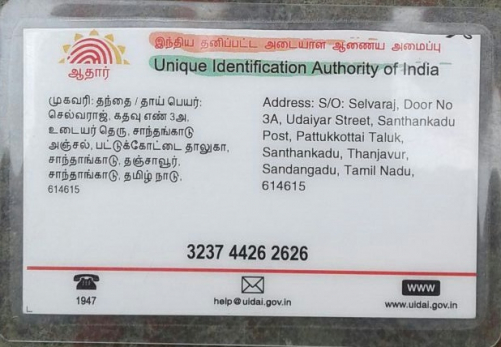 இந்திய தனிப்பட்ட அடையாள ஆணைய அமைப்பு
ஆதார்
Unique Identification Authority of India
முகவரி: தந்தை / தாய் பெயர்:
செல்வராஜ், கதவு எண் 3அ,
உடையர் தெரு, சாந்தங்காடு
அஞ்சல், பட்டுக்கோட்டை தாலுகா,
சாந்தாங்காடு, தஞ்சாவூர்,
சாந்தாங்காடு, தமிழ் நாடு,
614615
Address: S/O: Selvaraj, Door No
3A, Udaiyar Street, Santhankadu
Post, Pattukkottai Taluk,
Santhankadu, Thanjavur,
Sandangadu, Tamil Nadu,
614615
3237 4426 2626
1947
help@uidai.gov.in
www
www.uidai.gov.in